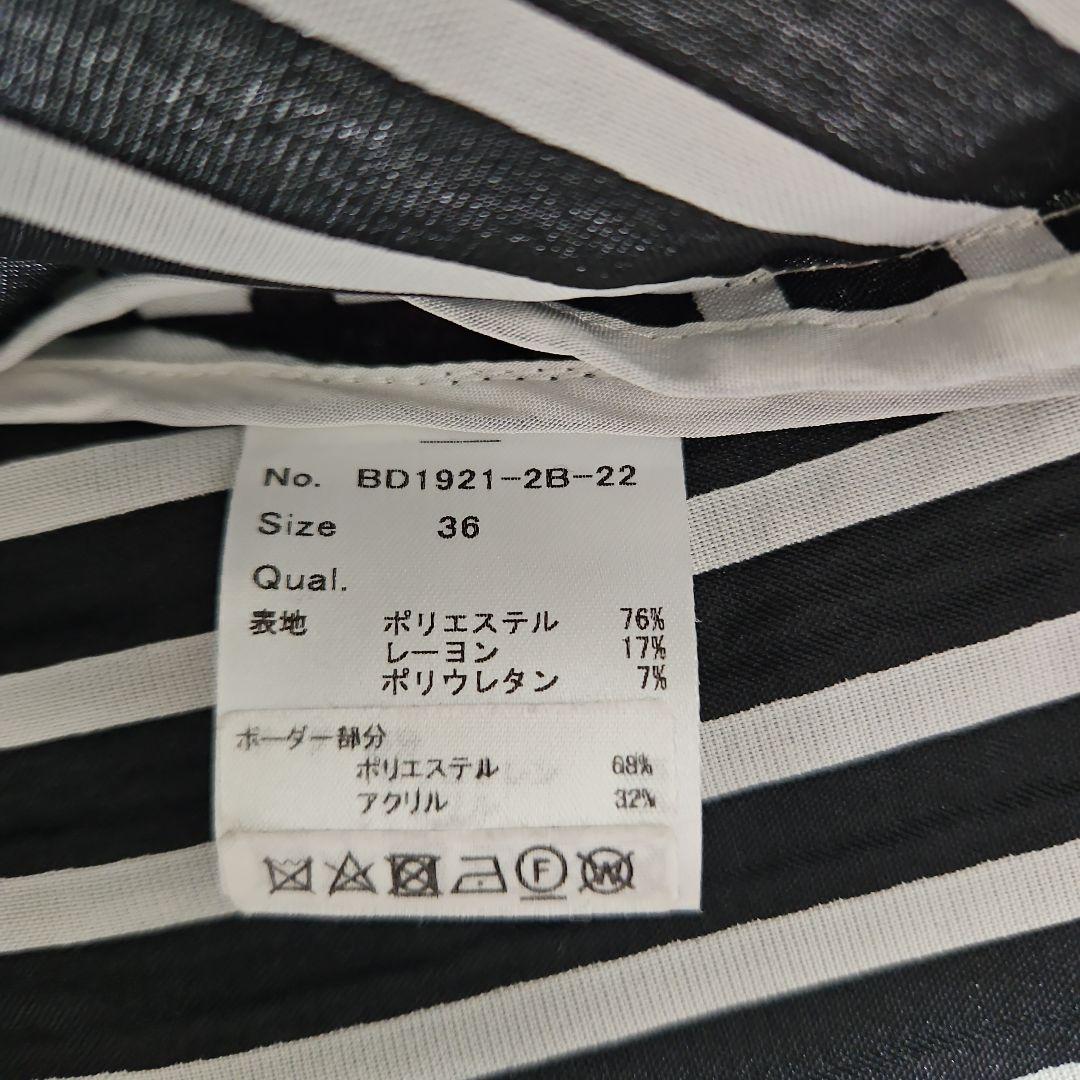 No. BD1921-2B-22
Size 36
Qual.
表地 ポリエステル 76%
レーヨン 17%
ポリウレタン 7%
ボーダー部分
ポリエステル 68%
アクリル 32%
F W